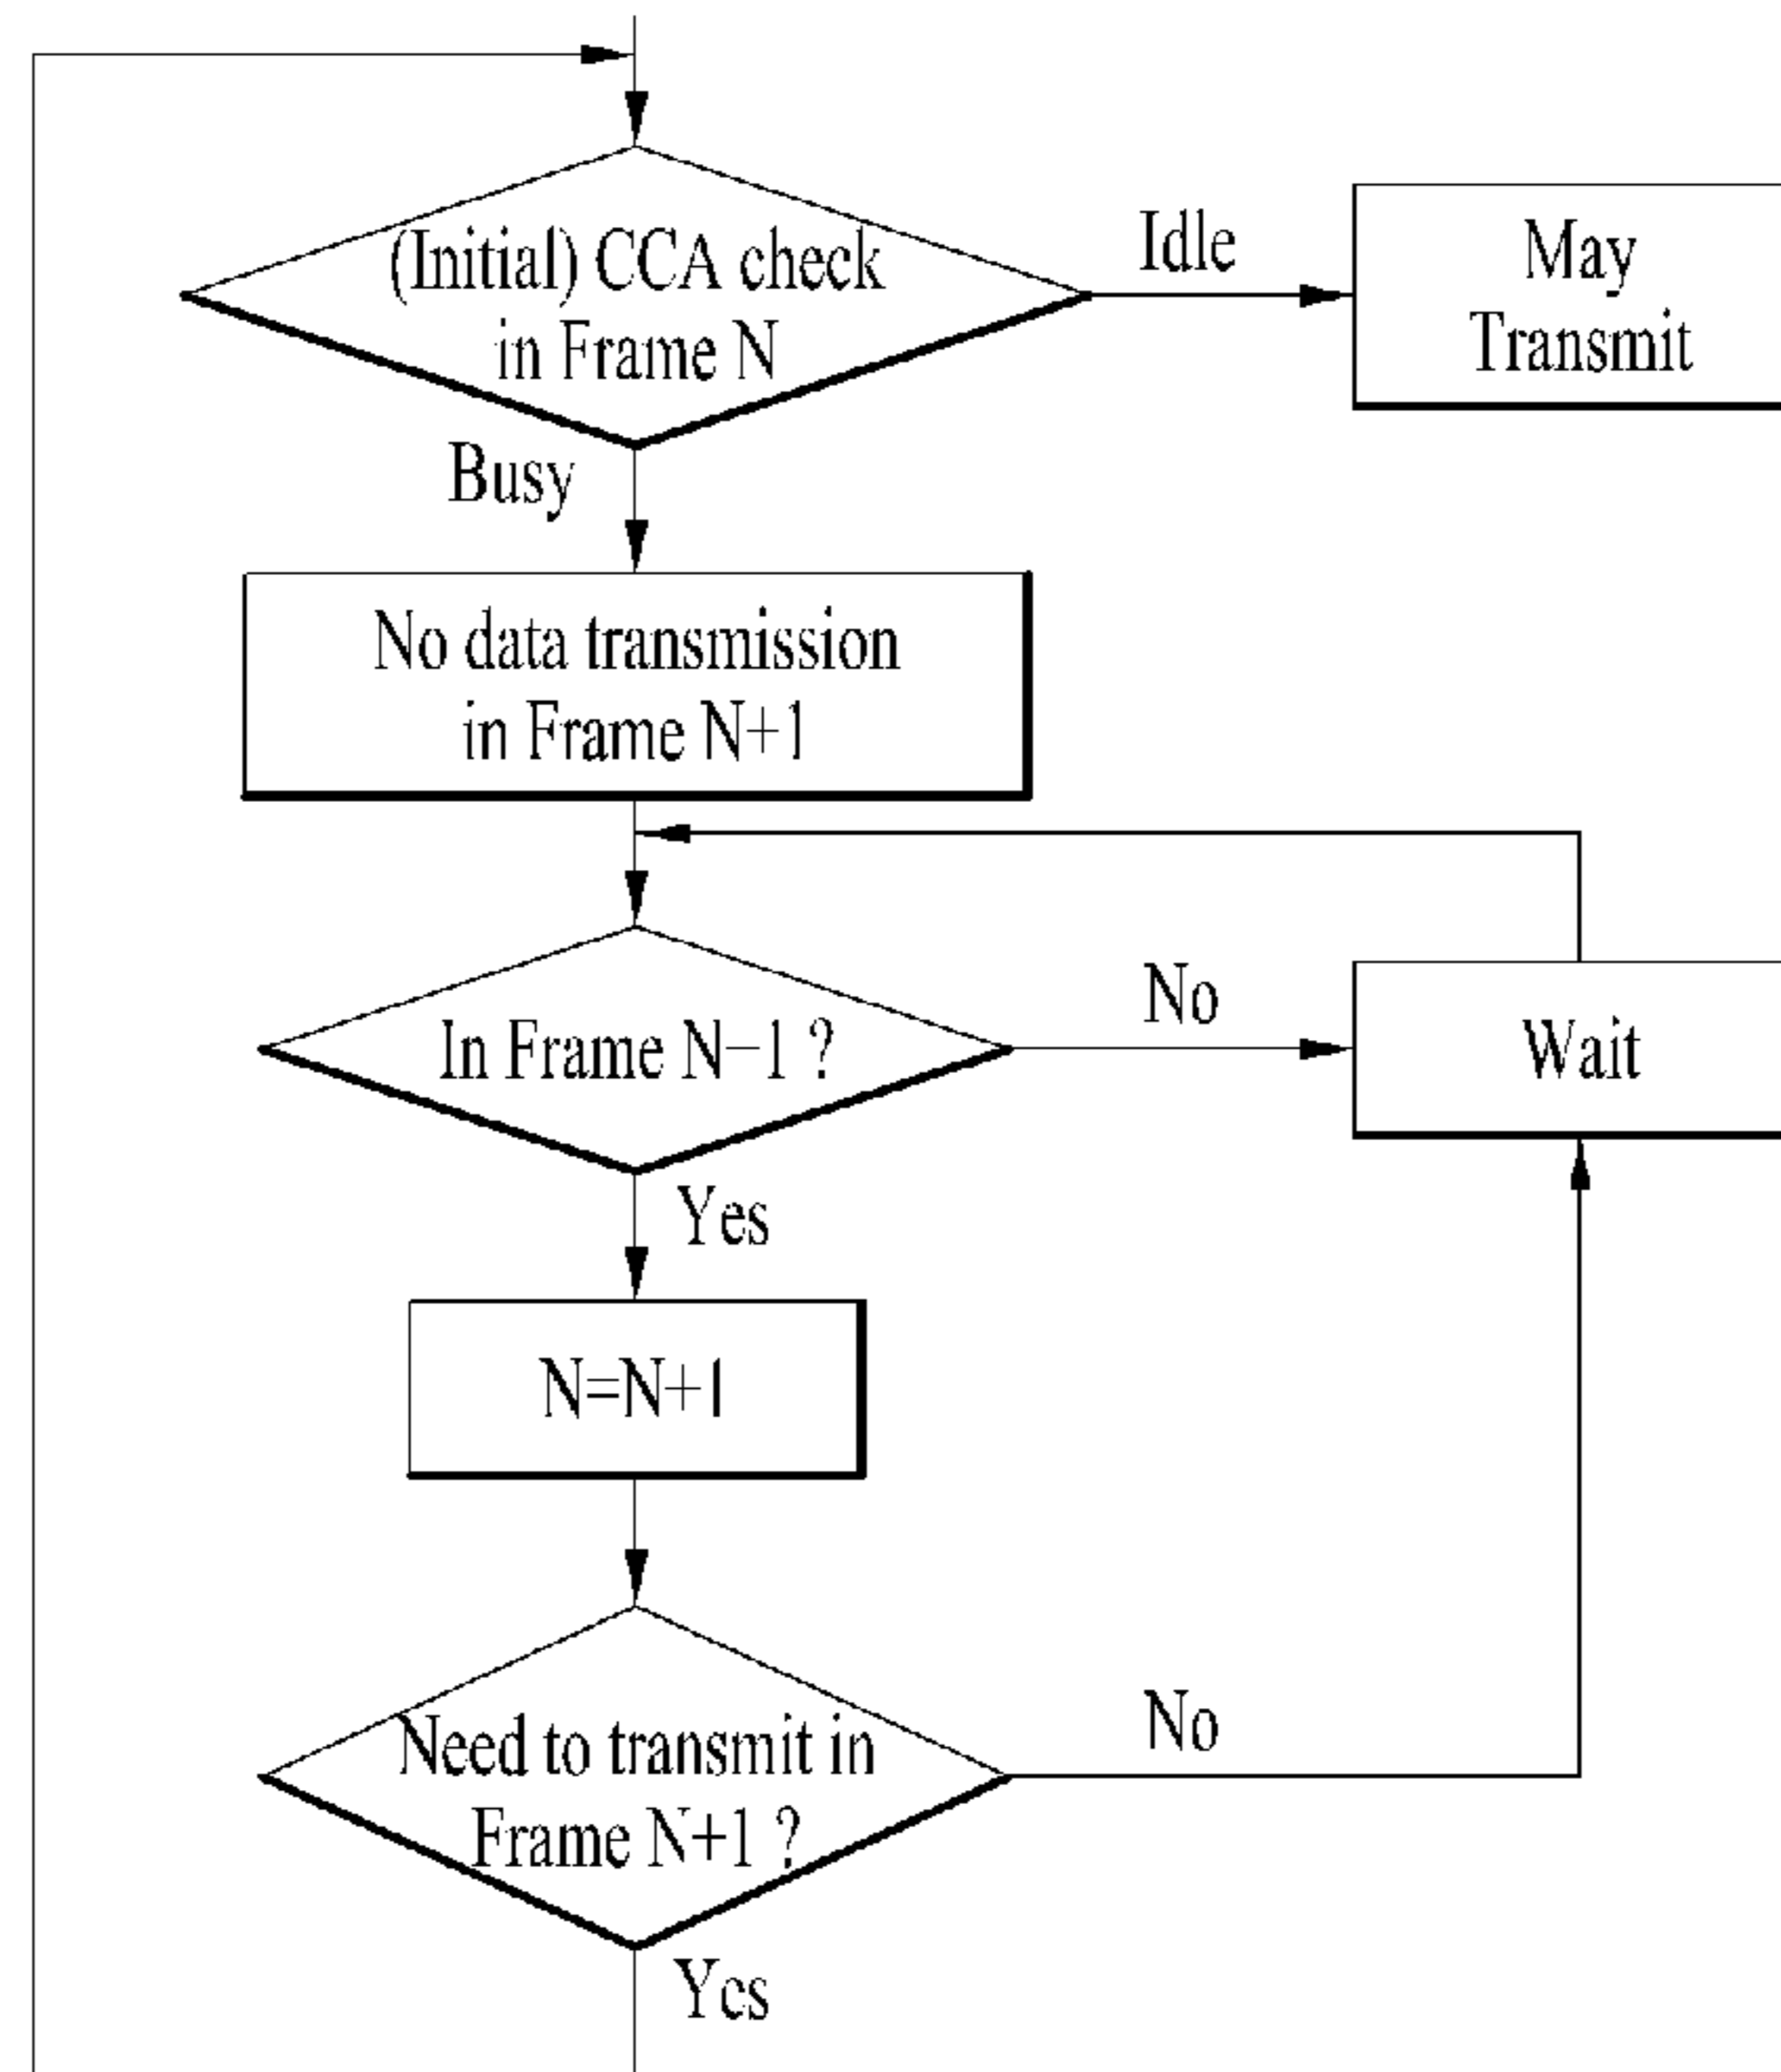 (Initial) CCA check
in Frame N
Idle
May
Transmit
Busy
No data transmission
in Frame N+1
In Frame N−1 ?
No
Wait
Yes
N=N+1
Need to transmit in
Frame N+1 ?
No
Yes